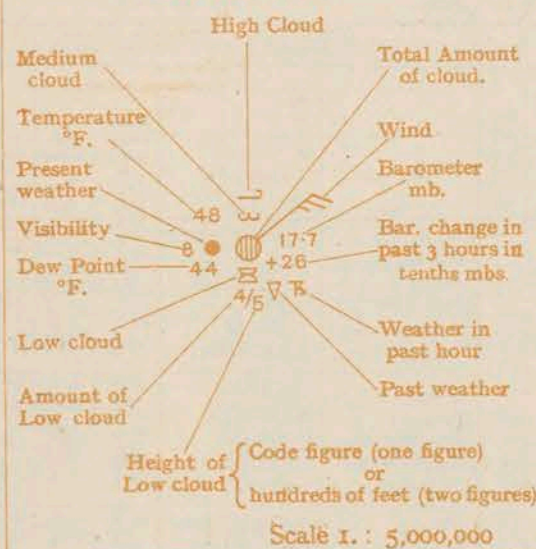 High Cloud
Medium
cloud
Total Amount
of cloud.
Temperature
°F.
Wind
Present
weather
Barometer
mb.
48
Visibility
8
17·7
Bar. change in
past 3 hours in
tenths mbs.
Dew Point
°F.
44
+26
4/5
Low cloud
Weather in
past hour
Amount of
Low cloud
Past weather
Height of
Low cloud
Code figure (one figure)
or
hundreds of feet (two figures)
Scale 1. : 5,000,000